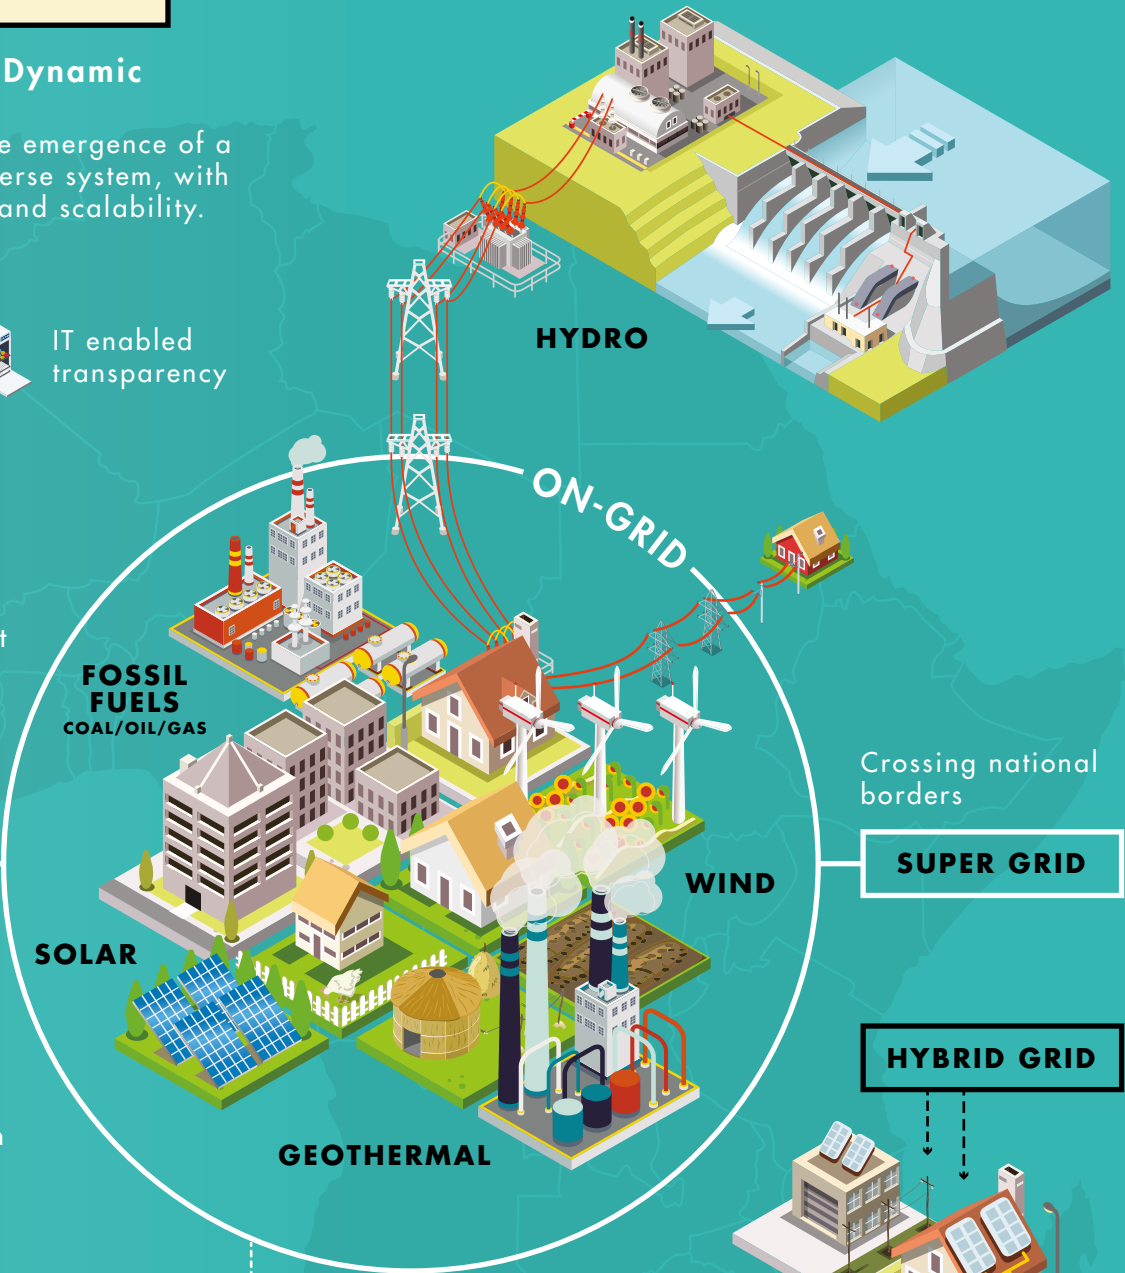 Dynamic
e emergence of a
erse system, with
and scalability.
IT enabled
transparency
HYDRO
ON-GRID
t
FOSSIL
FUELS
COAL/OIL/GAS
Crossing national
borders
SUPER GRID
WIND
SOLAR
HYBRID GRID
GEOTHERMAL